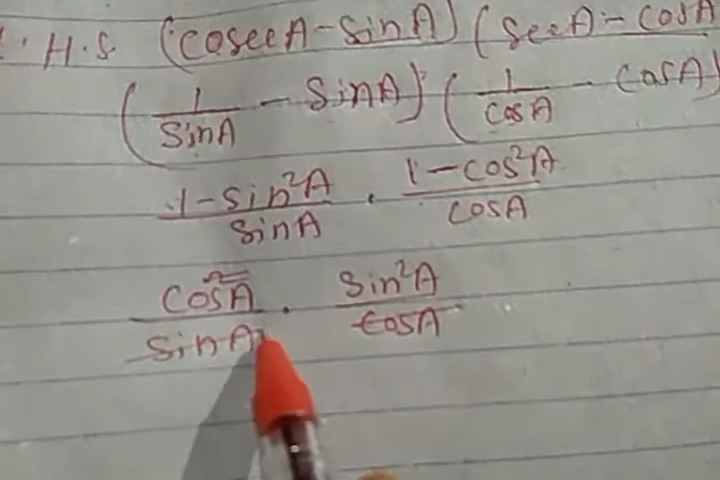 L.H.S. (CosecA - SinA) (SecA - CosA
(1/SinA - SinA) (1/CosA - CosA)
1-sin²A/sinA . 1-cos²A/cosA
Cos²A/sinA . Sin²A/cosA